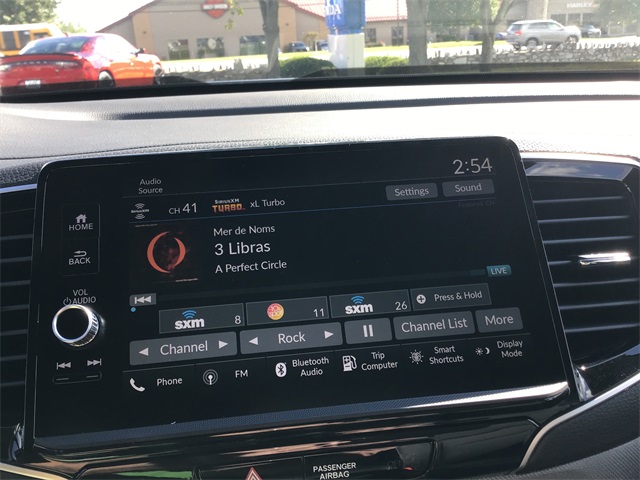 2:54
Audio
Source
Settings
Sound
SiriusXM
CH 41
SiriusXM
TURBO
xL Turbo
HOME
BACK
VOL
AUDIO
Mer de Noms
3 Libras
A Perfect Circle
LIVE
sxm 8
11
sxm 26
Press & Hold
Channel
Rock
Channel List
More
Phone
FM
Bluetooth
Audio
Trip
Computer
Smart
Shortcuts
Display
Mode
PASSENGER
AIRBAG